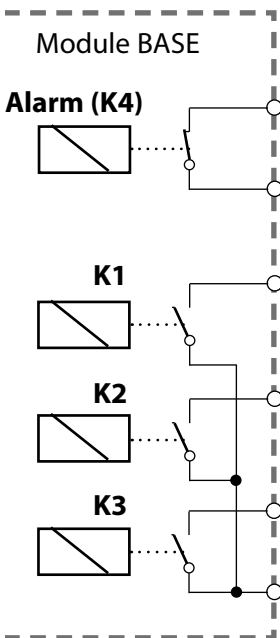 Module BASE
Alarm (K4)
K1
K2
K3